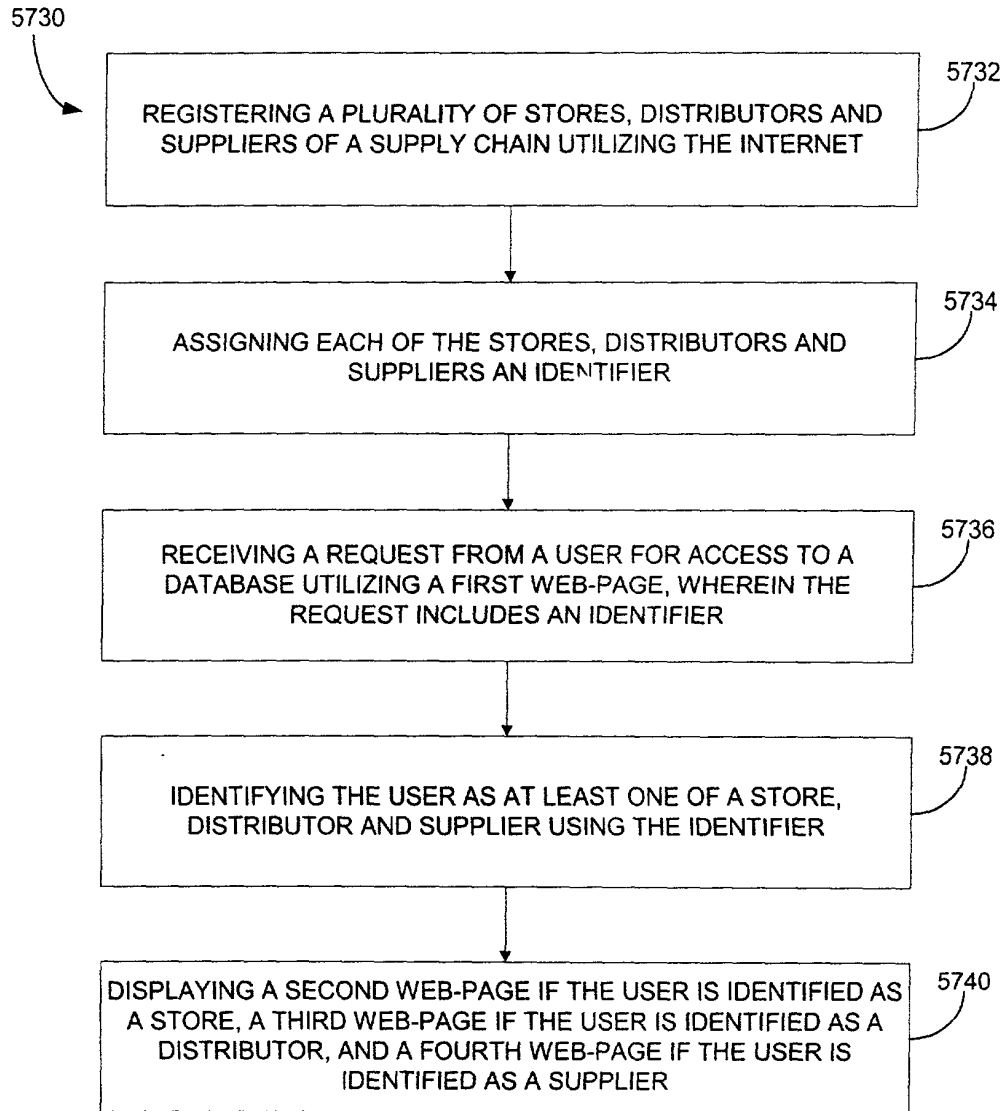 5730
5732
REGISTERING A PLURALITY OF STORES, DISTRIBUTORS AND
SUPPLIERS OF A SUPPLY CHAIN UTILIZING THE INTERNET
5734
ASSIGNING EACH OF THE STORES, DISTRIBUTORS AND
SUPPLIERS AN IDENTIFIER
5736
RECEIVING A REQUEST FROM A USER FOR ACCESS TO A
DATABASE UTILIZING A FIRST WEB-PAGE, WHEREIN THE
REQUEST INCLUDES AN IDENTIFIER
5738
IDENTIFYING THE USER AS AT LEAST ONE OF A STORE,
DISTRIBUTOR AND SUPPLIER USING THE IDENTIFIER
5740
DISPLAYING A SECOND WEB-PAGE IF THE USER IS IDENTIFIED AS
A STORE, A THIRD WEB-PAGE IF THE USER IS IDENTIFIED AS A
DISTRIBUTOR, AND A FOURTH WEB-PAGE IF THE USER IS
IDENTIFIED AS A SUPPLIER